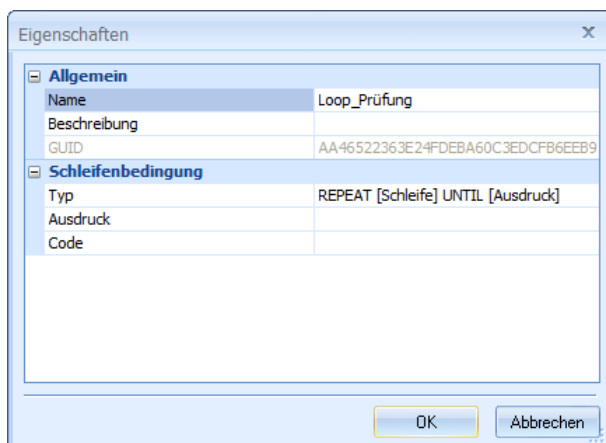 Eigenschaften
Allgemein
Name Loop_Prüfung
Beschreibung
GUID AA46522363E24FDEBA60C3EDCFB6EEB9
Schleifenbedingung
Typ REPEAT [Schleife] UNTIL [Ausdruck]
Ausdruck
Code
OK Abbrechen